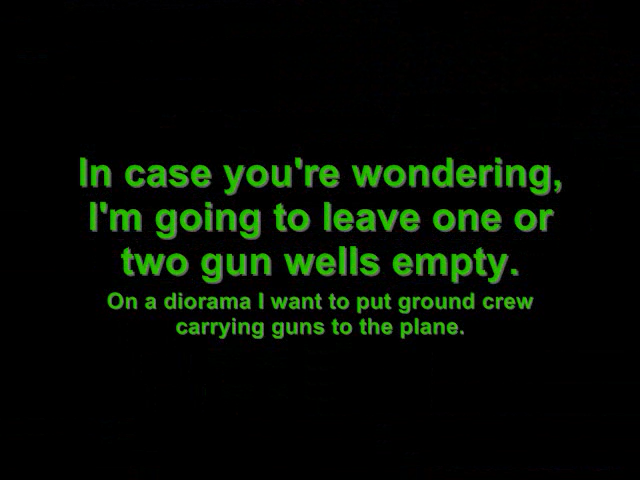 In case you're wondering,
I'm going to leave one or
two gun wells empty.
On a diorama I want to put ground crew
carrying guns to the plane.